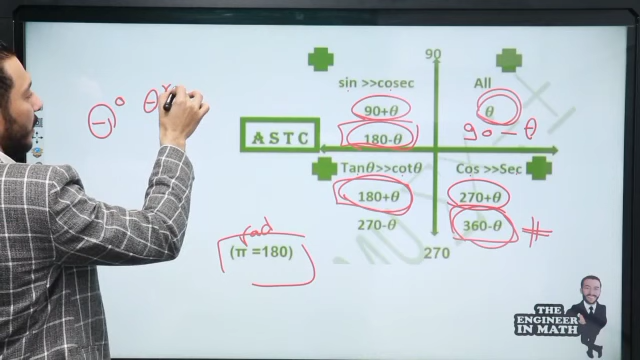 θ° θ
90
sin >>cosec
All
90+θ
θ
180-θ
90-θ
ASTC
Tanθ>>cotθ
Cos >>Sec
180+θ
270+θ
270-θ
360-θ
rad
(π =180)
270
THE
ENGINEER
IN MATH